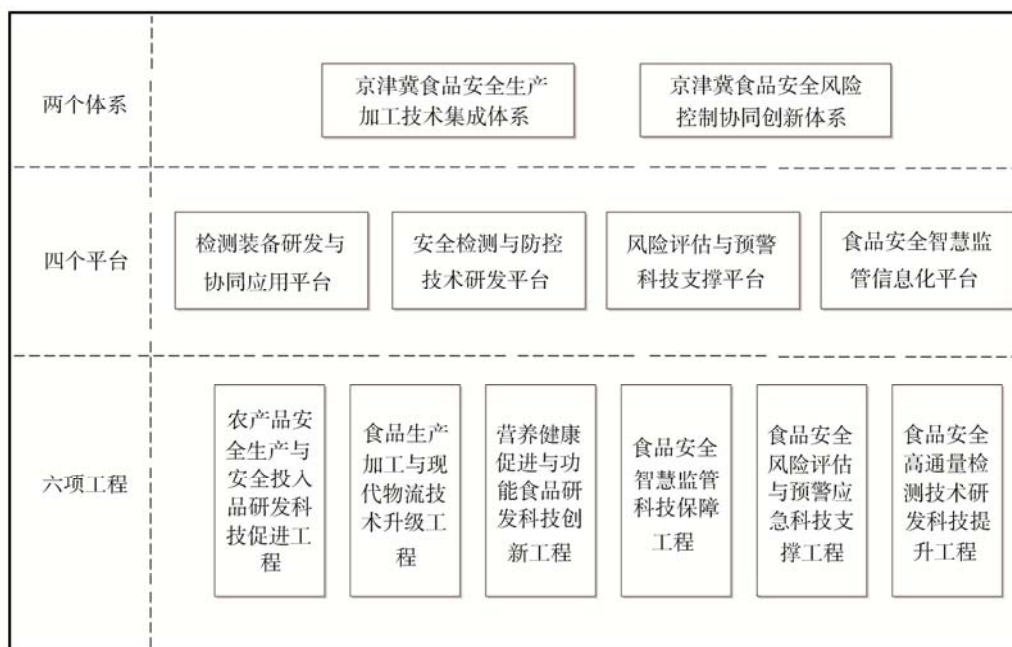 两个体系
京津冀食品安全生产
加工技术集成体系
京津冀食品安全风险
控制协同创新体系
四个平台
检测装备研发与
协同应用平台
安全检测与防控
技术研发平台
风险评估与预警
科技支撑平台
食品安全智慧监
管信息化平台
六项工程
农产品安
全生产与
安全投入
品研发科
技促进工
程
食品生产
加工与现
代物流技
术升级工
程
营养健康
促进与功
能食品研
发科技创
新工程
食品安全
智慧监管
科技保障
工程
食品安全
风险评估
与预警应
急科技支
撑工程
食品安全
高通量检
测技术研
发科技提
升工程